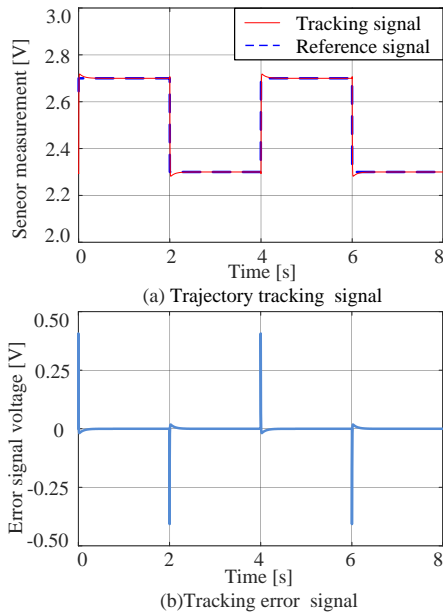 3.0
2.8
2.6
2.4
2.2
2.0
Seneor measurement [V]
Tracking signal
Reference signal
0 2 4 6 8
Time [s]
(a) Trajectory tracking signal
0.50
0.25
0
-0.25
-0.50
Error signal voltage [V]
0 2 4 6 8
Time [s]
(b)Tracking error signal